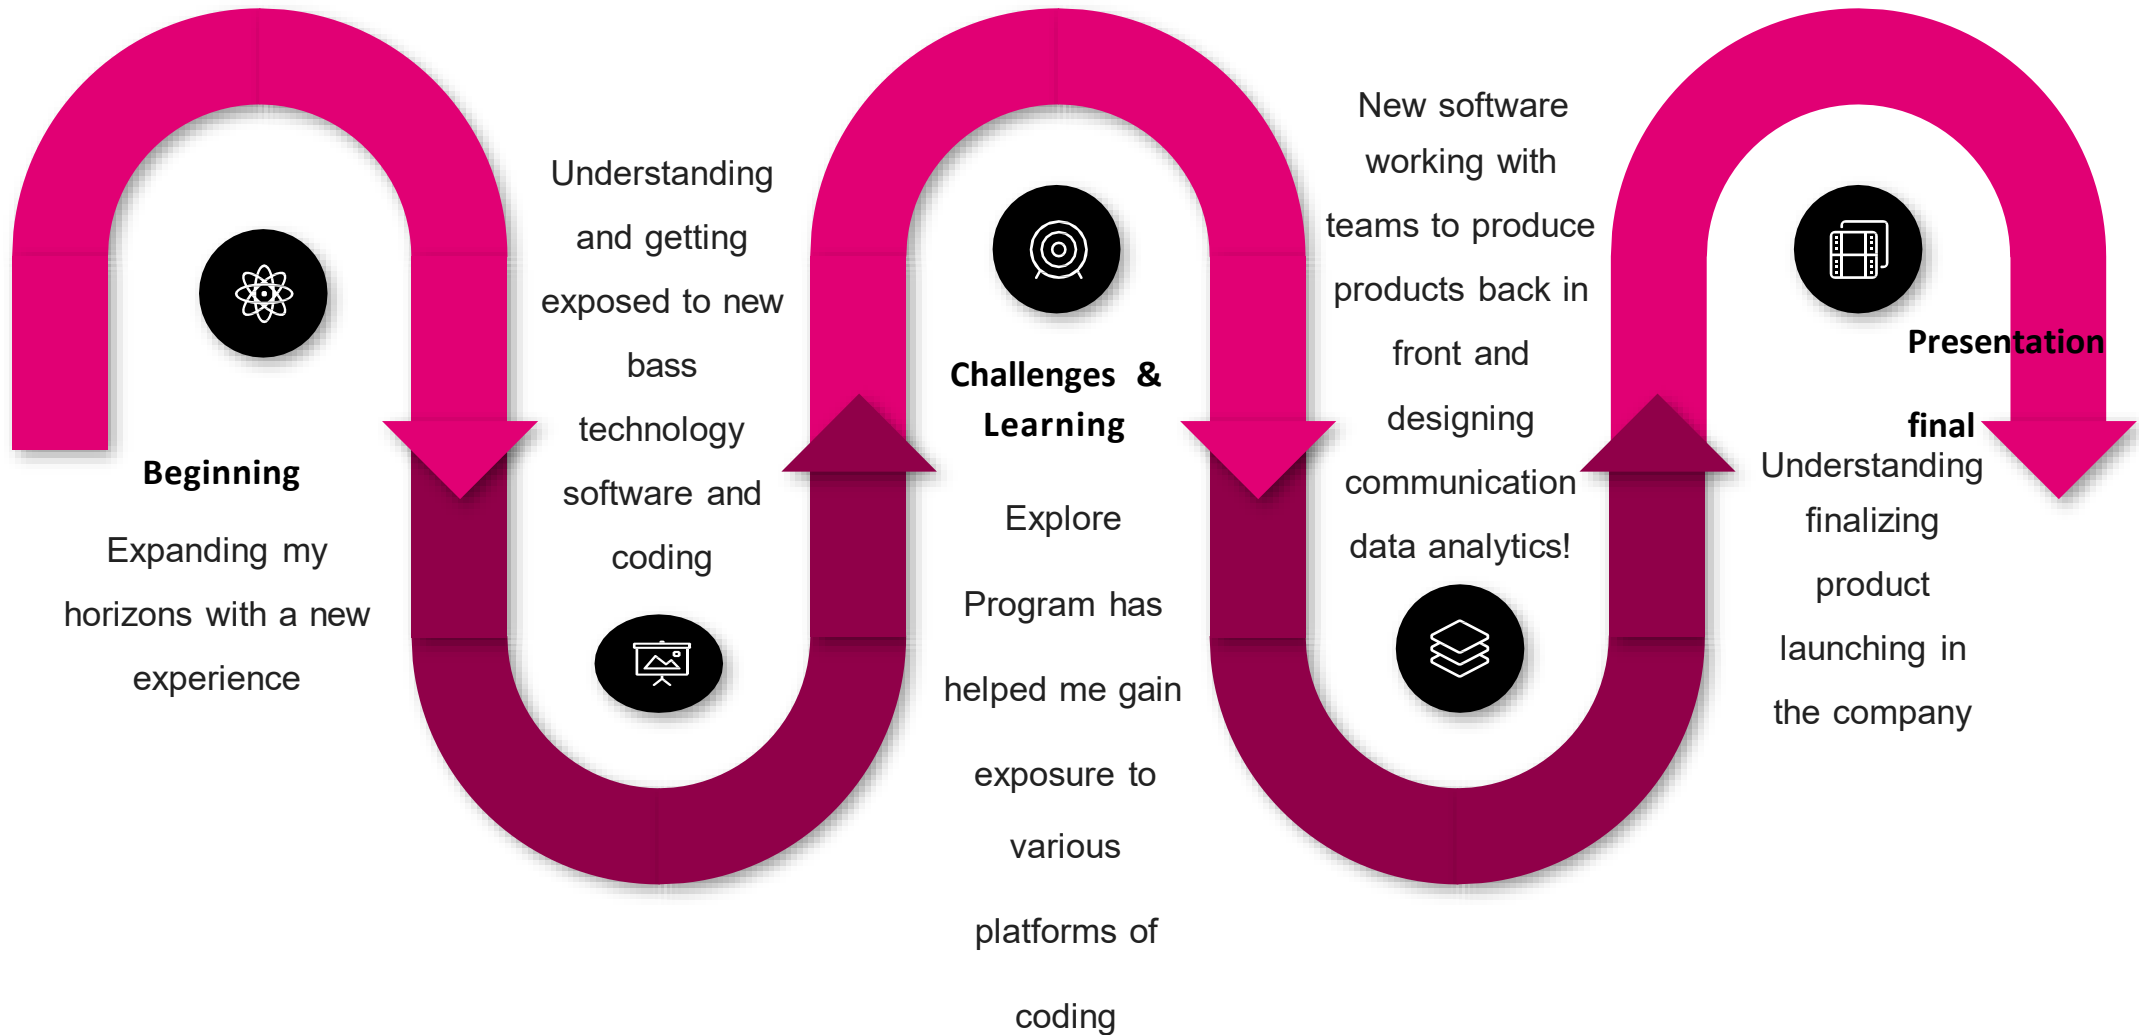 Beginning
Expanding my
horizons with a new
experience
Understanding
and getting
exposed to new
bass
technology
software and
coding
Challenges &
Learning
Explore
Program has
helped me gain
exposure to
various
platforms of
coding
New software
working with
teams to produce
products back in
front and
designing
communication
data analytics!
Presentation
final
Understanding
finalizing
product
launching in
the company